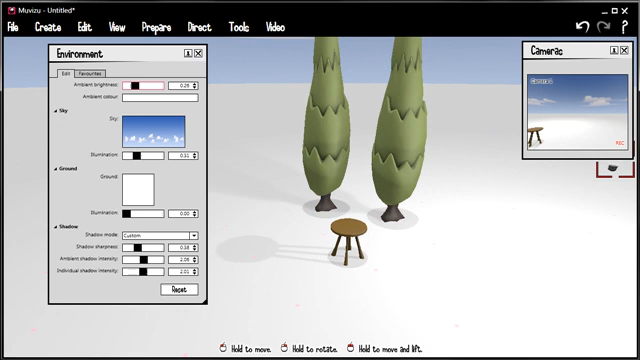 Muvizu - Untitled*
File Create Edit View Prepare Direct Tools Video
Environment
Edit Favourites
Ambient brightness: 0.26
Ambient colour:
Sky
Sky:
Illumination: 0.31
Ground
Ground:
Illumination: 0.00
Shadow
Shadow mode: Custom
Shadow sharpness: 0.18
Ambient shadow intensity: 2.06
Individual shadow intensity: 2.01
Reset
Cameras
Camera 1
REC
Hold to move. Hold to rotate. Hold to move and lift.